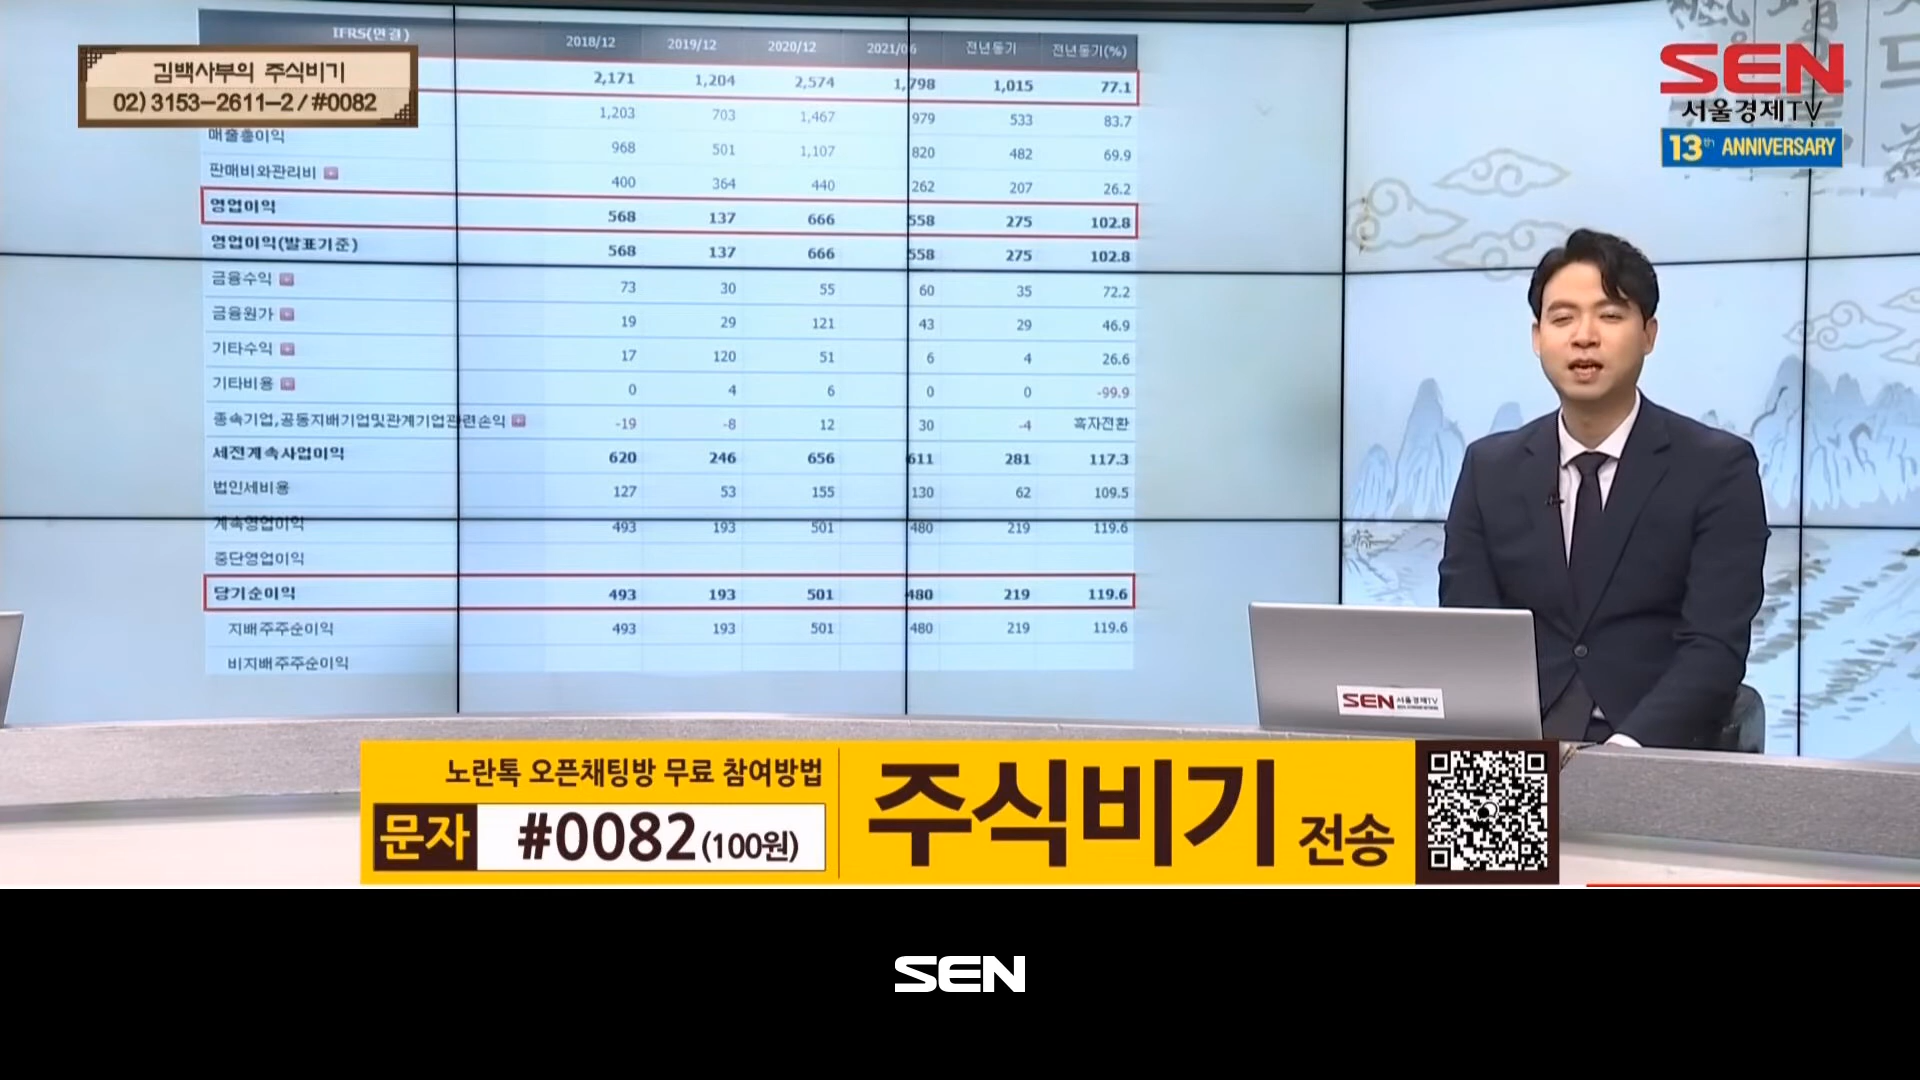 IFRS(연결) 2018/12 2019/12 2020/12 2021/06 전년동기 전년동기(%)
2,171 1,204 2,574 1,798 1,015 77.1
1,203 703 1,467 979 533 83.7
매출총이익 968 501 1,107 820 482 69.9
판매비와관리비 400 364 440 262 207 26.2
영업이익 568 137 666 558 275 102.8
영업이익(발표기준) 568 137 666 558 275 102.8
금융수익 73 30 55 60 35 72.2
금융원가 19 29 121 43 29 46.9
기타수익 17 120 51 6 4 26.6
기타비용 0 4 6 0 0 -99.9
종속기업,공동지배기업및관계기업관련손익 -19 -8 12 30 -4 흑자전환
세전계속사업이익 620 246 656 611 281 117.3
법인세비용 127 53 155 130 62 109.5
계속영업이익 493 193 501 480 219 119.6
중단영업이익
당기순이익 493 193 501 480 219 119.6
지배주주순이익 493 193 501 480 219 119.6
비지배주주순이익
김백사부의 주식비기
02) 3153-2611-2 / #0082
SEN
서울경제TV
13th ANNIVERSARY
SEN 서울경제TV
노란톡 오픈채팅방 무료 참여방법
문자 #0082(100원)
주식비기 전송
SEN